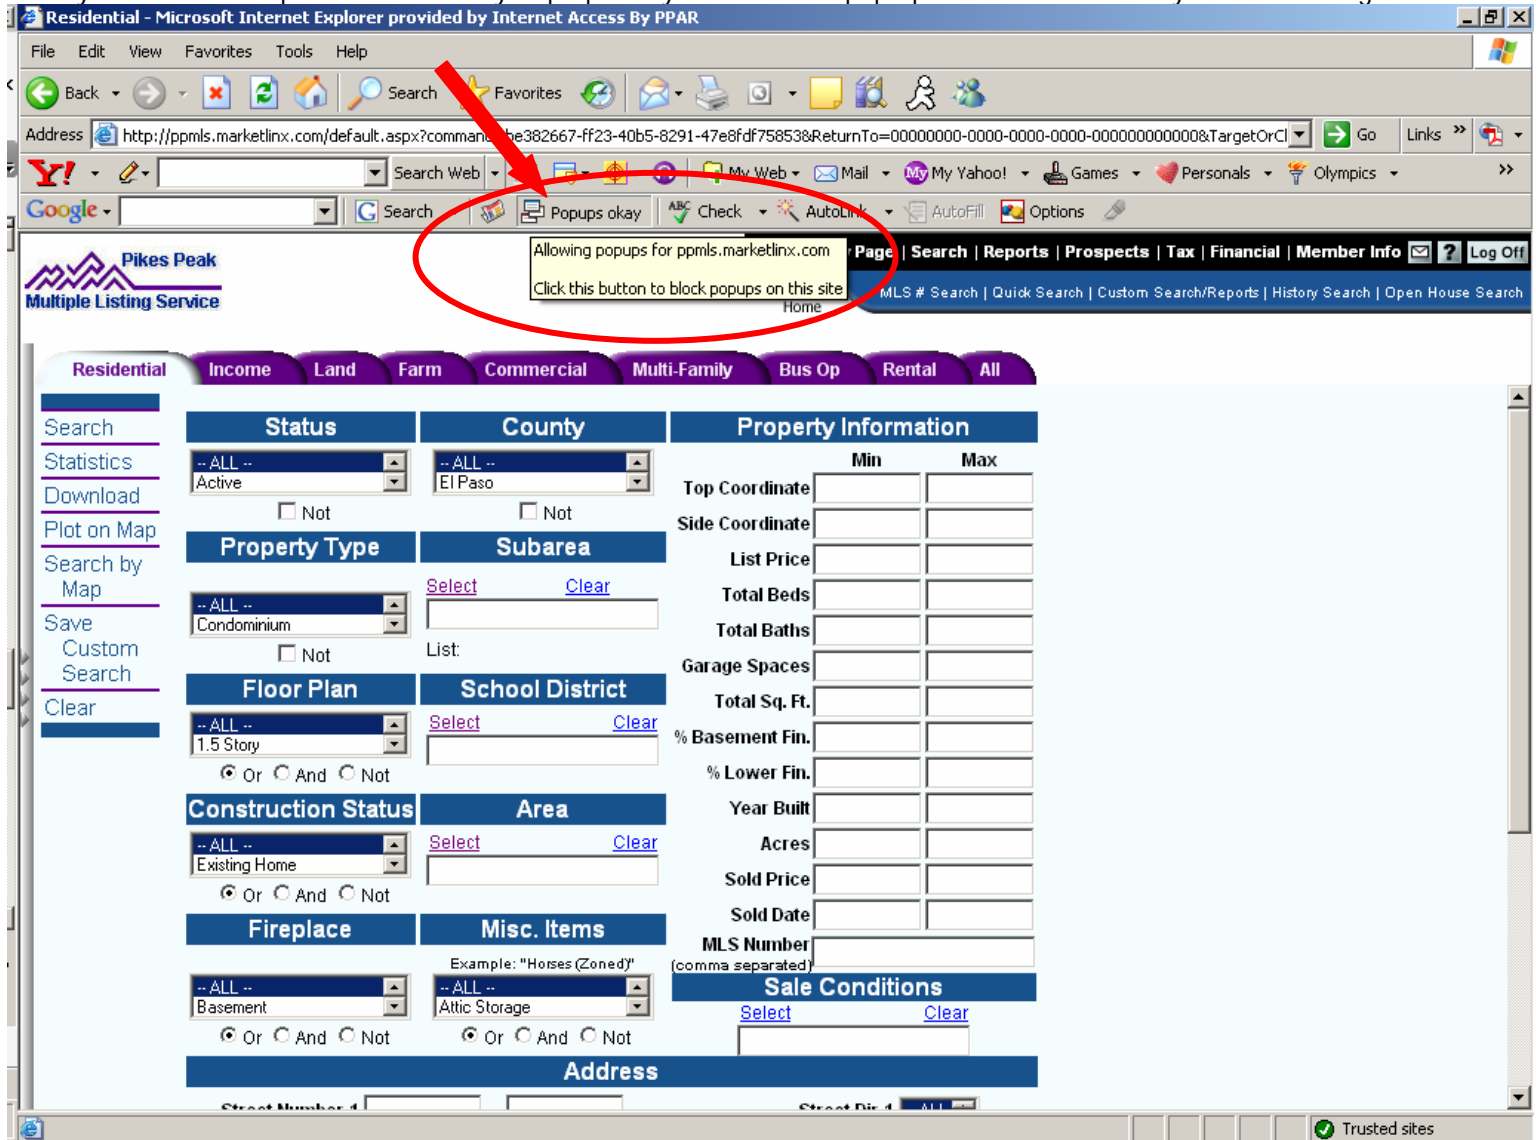 Residential - Microsoft Internet Explorer provided by Internet Access By PPAR
File Edit View Favorites Tools Help
Back Search Favorites
Address http://ppmls.marketlinx.com/default.aspx?command= be382667-ff23-40b5-8291-47e8fdf75853&ReturnTo=00000000-0000-0000-0000-000000000000&TargetOrCl Go Links »
Y! Search Web My Web Mail My Yahoo! Games Personals Olympics »
Google Search Popups okay Check AutoLink AutoFill Options
Allowing popups for ppmls.marketlinx.com
Click this button to block popups on this site
Pikes Peak
Multiple Listing Service
Page | Search | Reports | Prospects | Tax | Financial | Member Info ? Log Off
MLS # Search | Quick Search | Custom Search/Reports | History Search | Open House Search
Home
Residential Income Land Farm Commercial Multi-Family Bus Op Rental All
Search
Statistics
Download
Plot on Map
Search by
Map
Save
Custom
Search
Clear
Status
-- ALL --
Active
Not
County
-- ALL --
El Paso
Not
Property Type
-- ALL --
Condominium
Not
Subarea
Select Clear
List:
Floor Plan
-- ALL --
1.5 Story
Or And Not
School District
Select Clear
Construction Status
-- ALL --
Existing Home
Or And Not
Area
Select Clear
Fireplace
-- ALL --
Basement
Or And Not
Misc. Items
Example: "Horses (Zoned)"
-- ALL --
Attic Storage
Or And Not
Property Information
Min Max
Top Coordinate
Side Coordinate
List Price
Total Beds
Total Baths
Garage Spaces
Total Sq. Ft.
% Basement Fin.
% Lower Fin.
Year Built
Acres
Sold Price
Sold Date
MLS Number
(comma separated)
Sale Conditions
Select Clear
Address
Street Number 1 Street Dir 1 ALL
Trusted sites